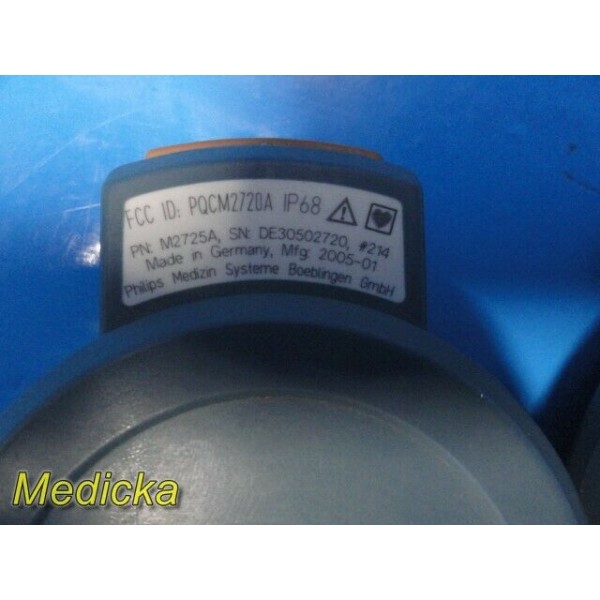 FCC ID: PQCM2720A IP68
PN: M2725A, SN: DE30502720, #214
Made in Germany, Mfg: 2005-01
Philips Medizin Systeme Boeblingen GmbH
Medicka